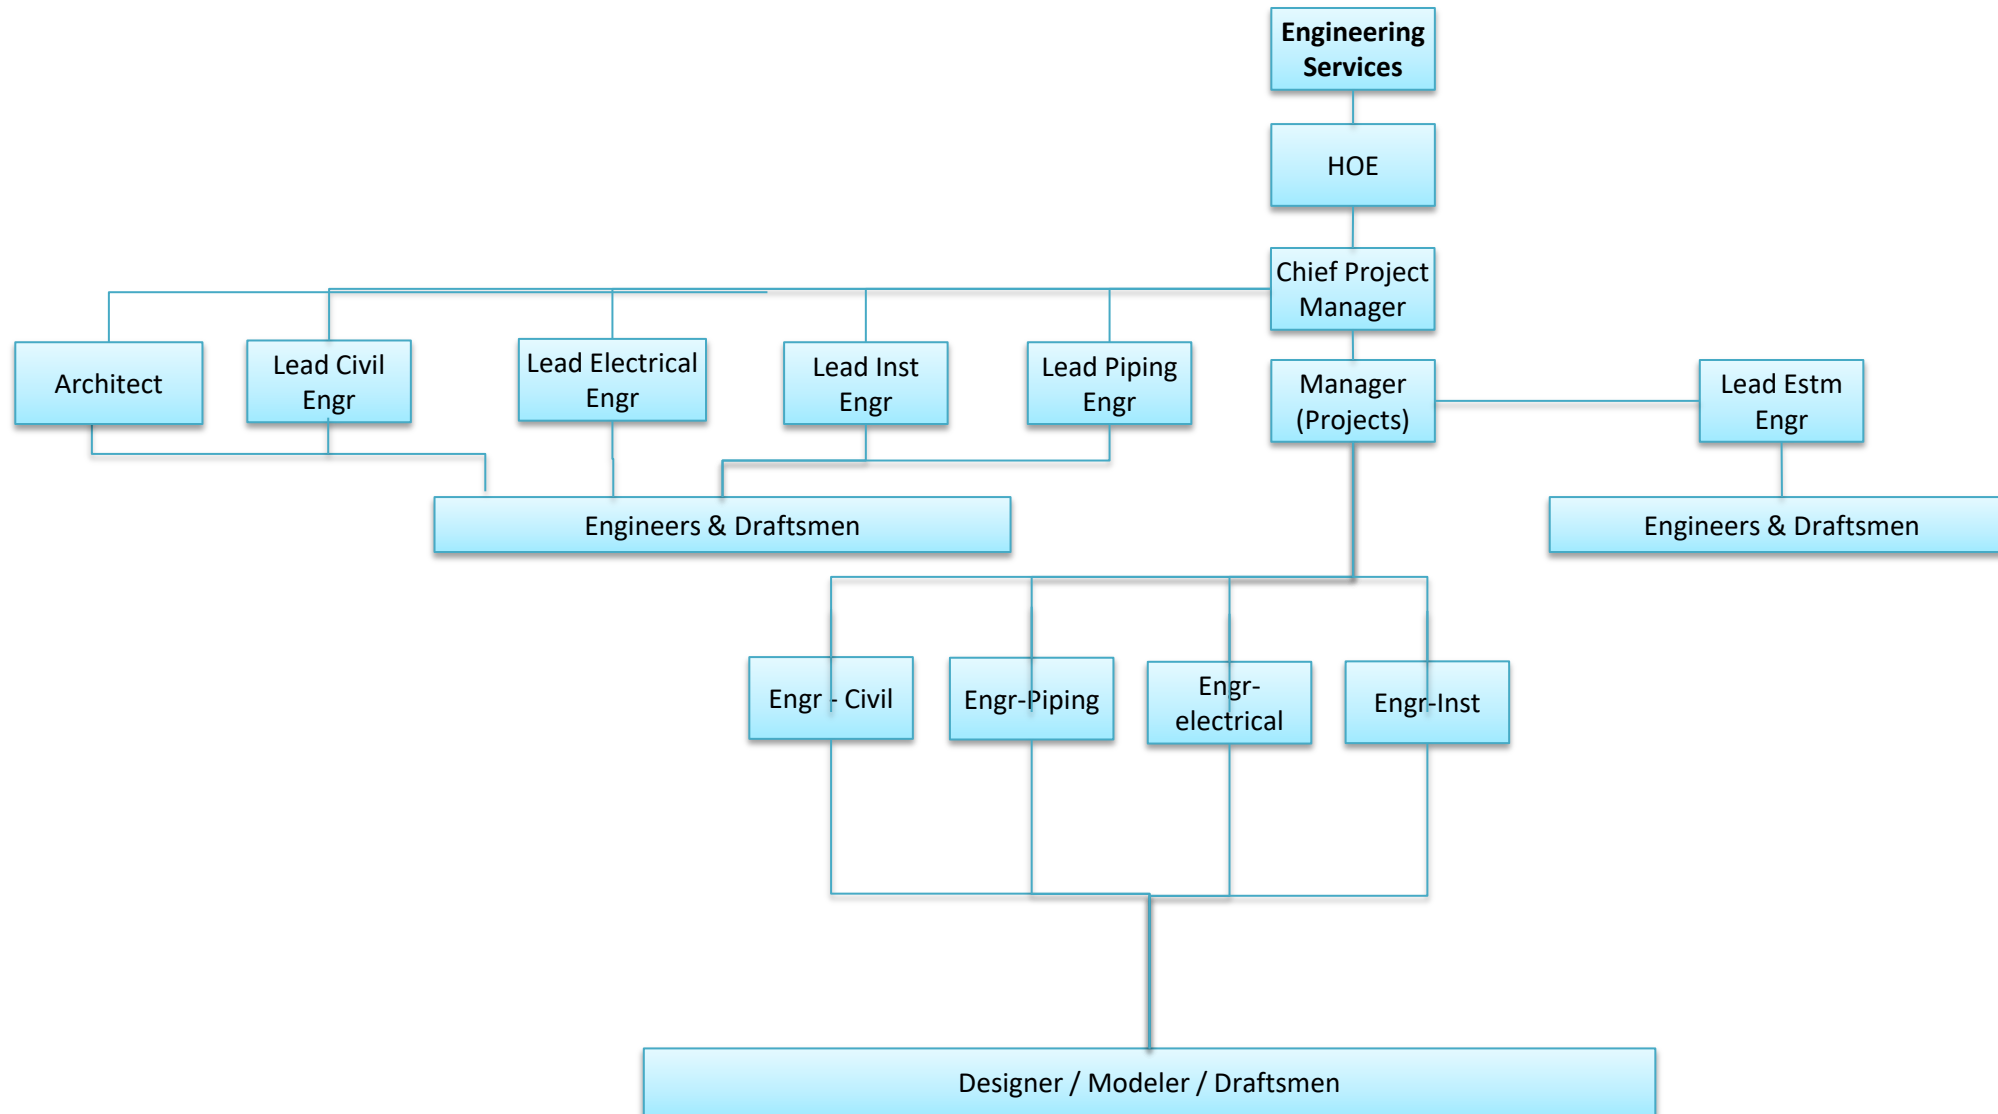 Engineering
Services
HOE
Chief Project
Manager
Architect
Lead Civil
Engr
Lead Electrical
Engr
Lead Inst
Engr
Lead Piping
Engr
Manager
(Projects)
Lead Estm
Engr
Engineers & Draftsmen
Engineers & Draftsmen
Engr - Civil
Engr-Piping
Engr-
electrical
Engr-Inst
Designer / Modeler / Draftsmen